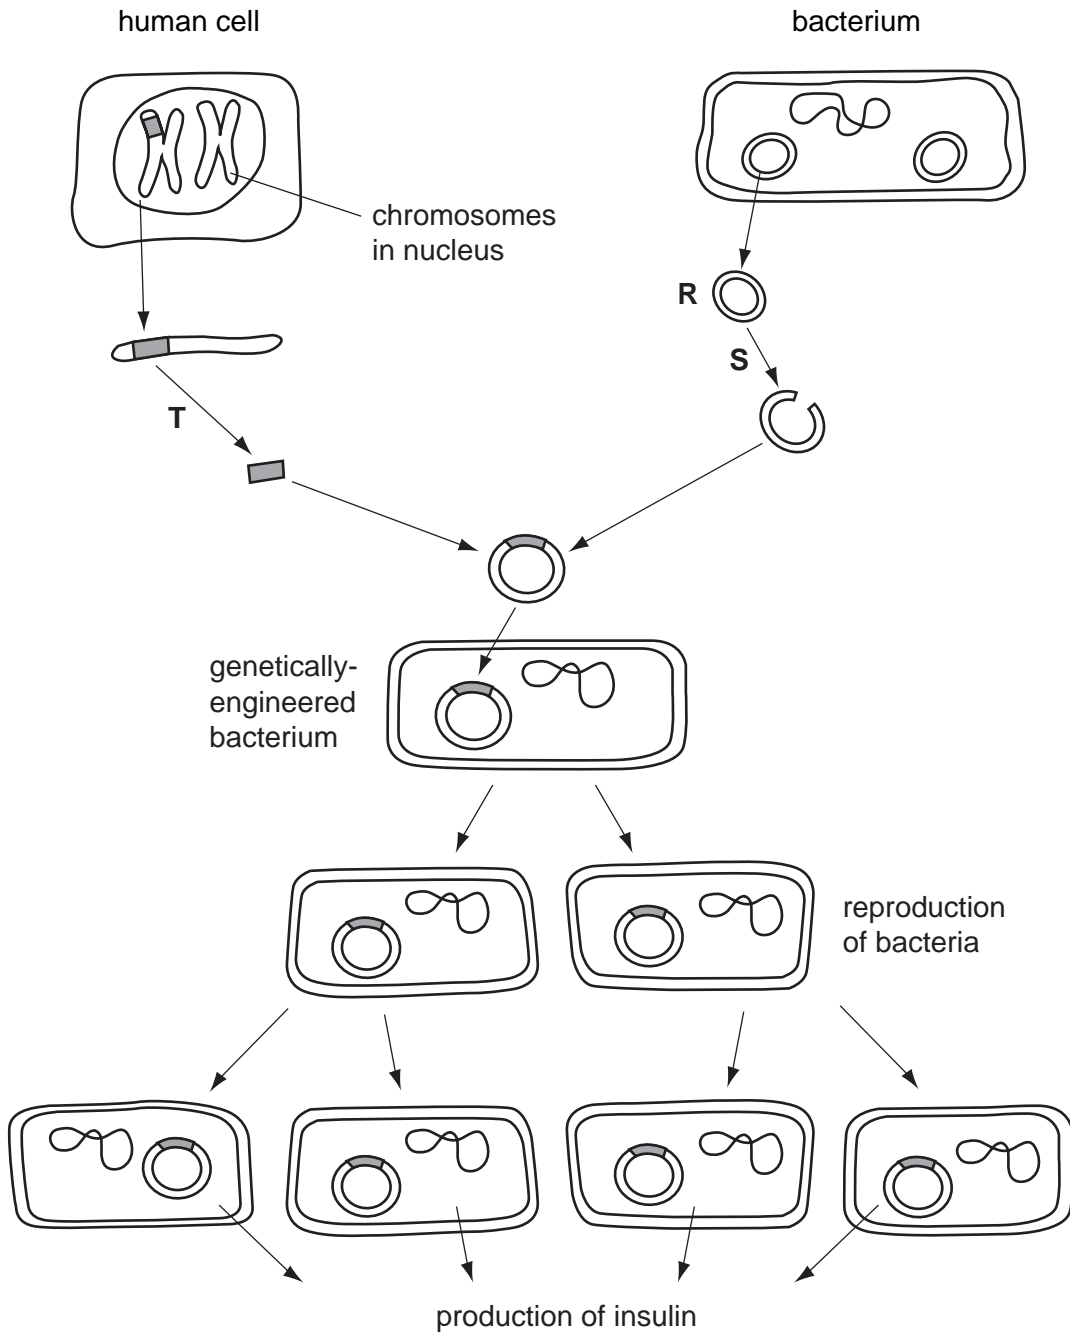 human cell
bacterium
chromosomes
in nucleus
R
S
T
genetically-
engineered
bacterium
reproduction
of bacteria
production of insulin